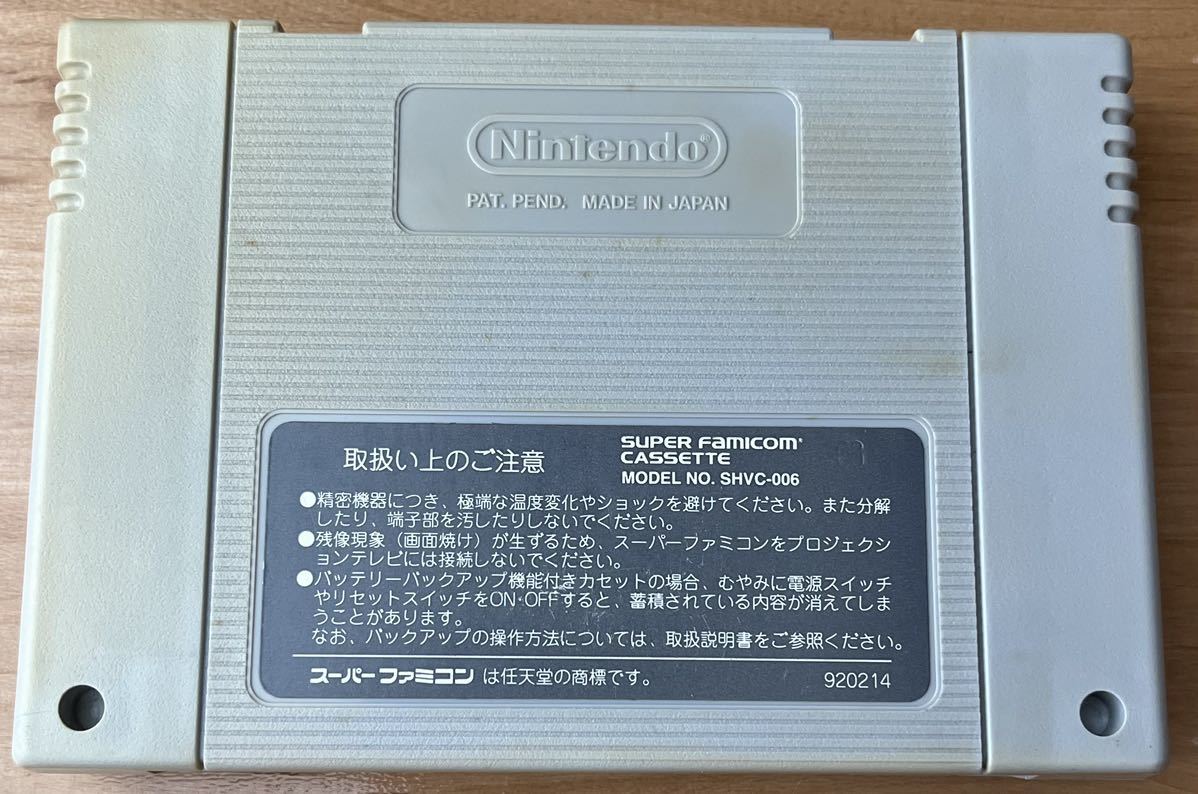 Nintendo®
PAT. PEND. MADE IN JAPAN
取扱い上のご注意
SUPER FAMICOM
CASSETTE
MODEL NO. SHVC-006
●精密機器につき、極端な温度変化やショックを避けてください。また分解
したり、端子部を汚したりしないでください。
●残像現象（画面焼け）が生ずるため、スーパーファミコンをプロジェクシ
ョンテレビには接続しないでください。
●バッテリーバックアップ機能付きカセットの場合、むやみに電源スイッチ
やリセットスイッチをON・OFFすると、蓄積されている内容が消えてしま
うことがあります。
なお、バックアップの操作方法については、取扱説明書をご参照ください。
スーパーファミコン は任天堂の商標です。
920214